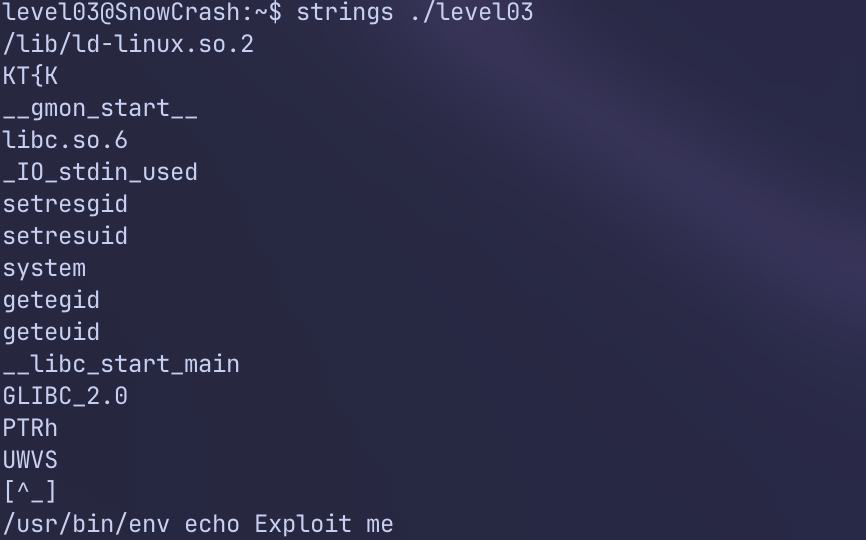 level03@SnowCrash:~$ strings ./level03
/lib/ld-linux.so.2
KT{K
__gmon_start__
libc.so.6
_IO_stdin_used
setresgid
setresuid
system
getegid
geteuid
__libc_start_main
GLIBC_2.0
PTRh
UWVS
[^_]
/usr/bin/env echo Exploit me